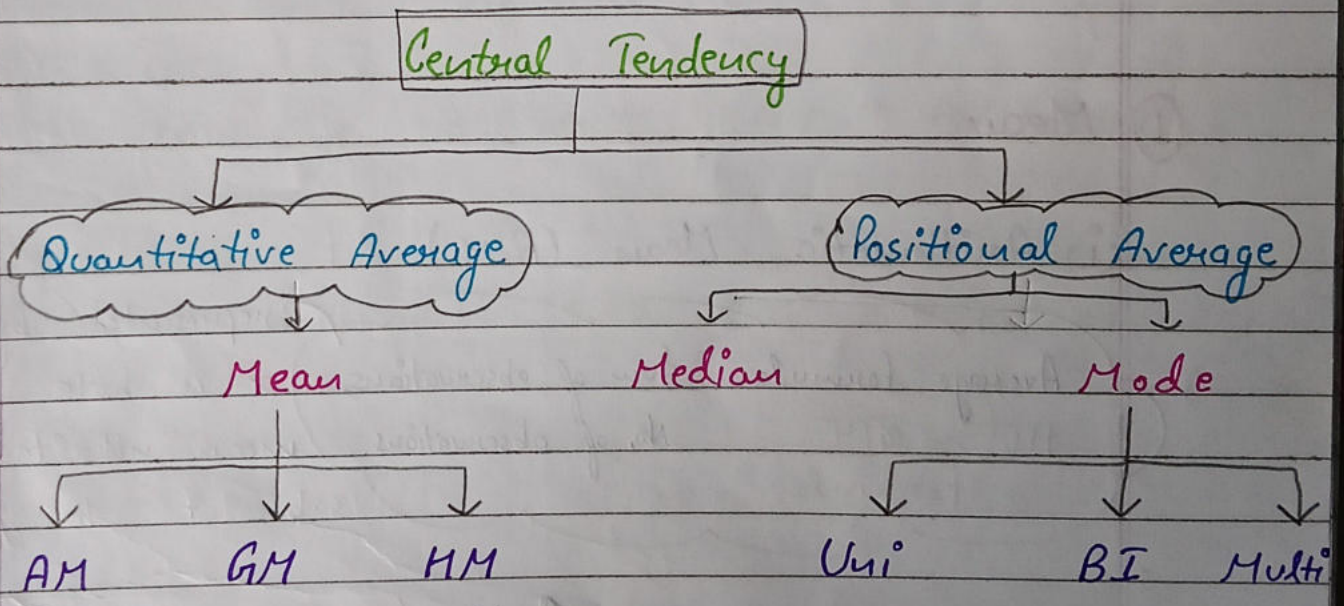 Central Tendency
Quantitative Average Positional Average
Mean Median Mode
AM GM HM Uni BI Multi